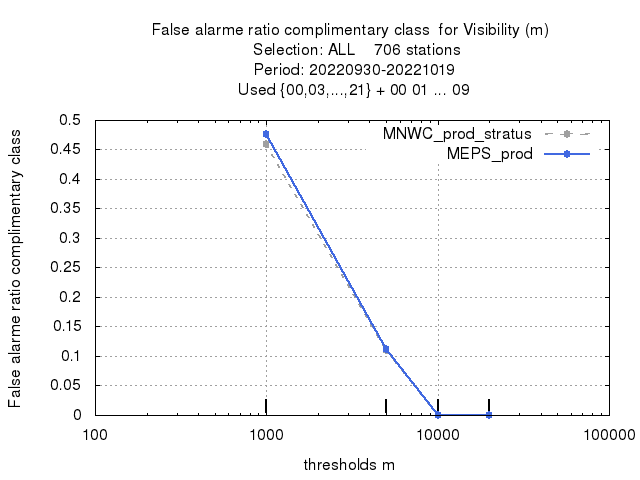 False alarme ratio complimentary class  for Visibility (m)
Selection: ALL    706 stations
Period: 20220930-20221019
Used {00,03,...,21} + 00 01 ... 09
MNWC_prod_stratus
MEPS_prod
False alarme ratio complimentary class
0.5
0.45
0.4
0.35
0.3
0.25
0.2
0.15
0.1
0.05
0
100 1000 10000 100000
thresholds m